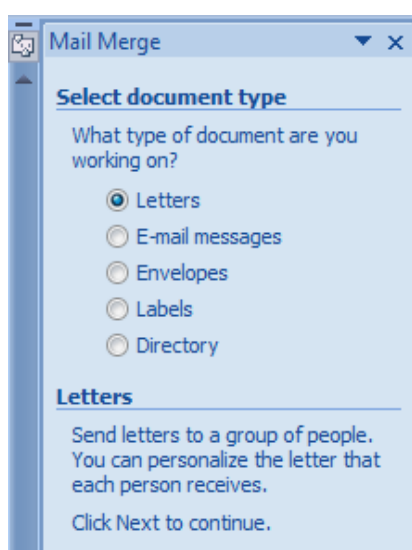 Mail Merge
Select document type
What type of document are you
working on?
Letters
E-mail messages
Envelopes
Labels
Directory
Letters
Send letters to a group of people.
You can personalize the letter that
each person receives.
Click Next to continue.